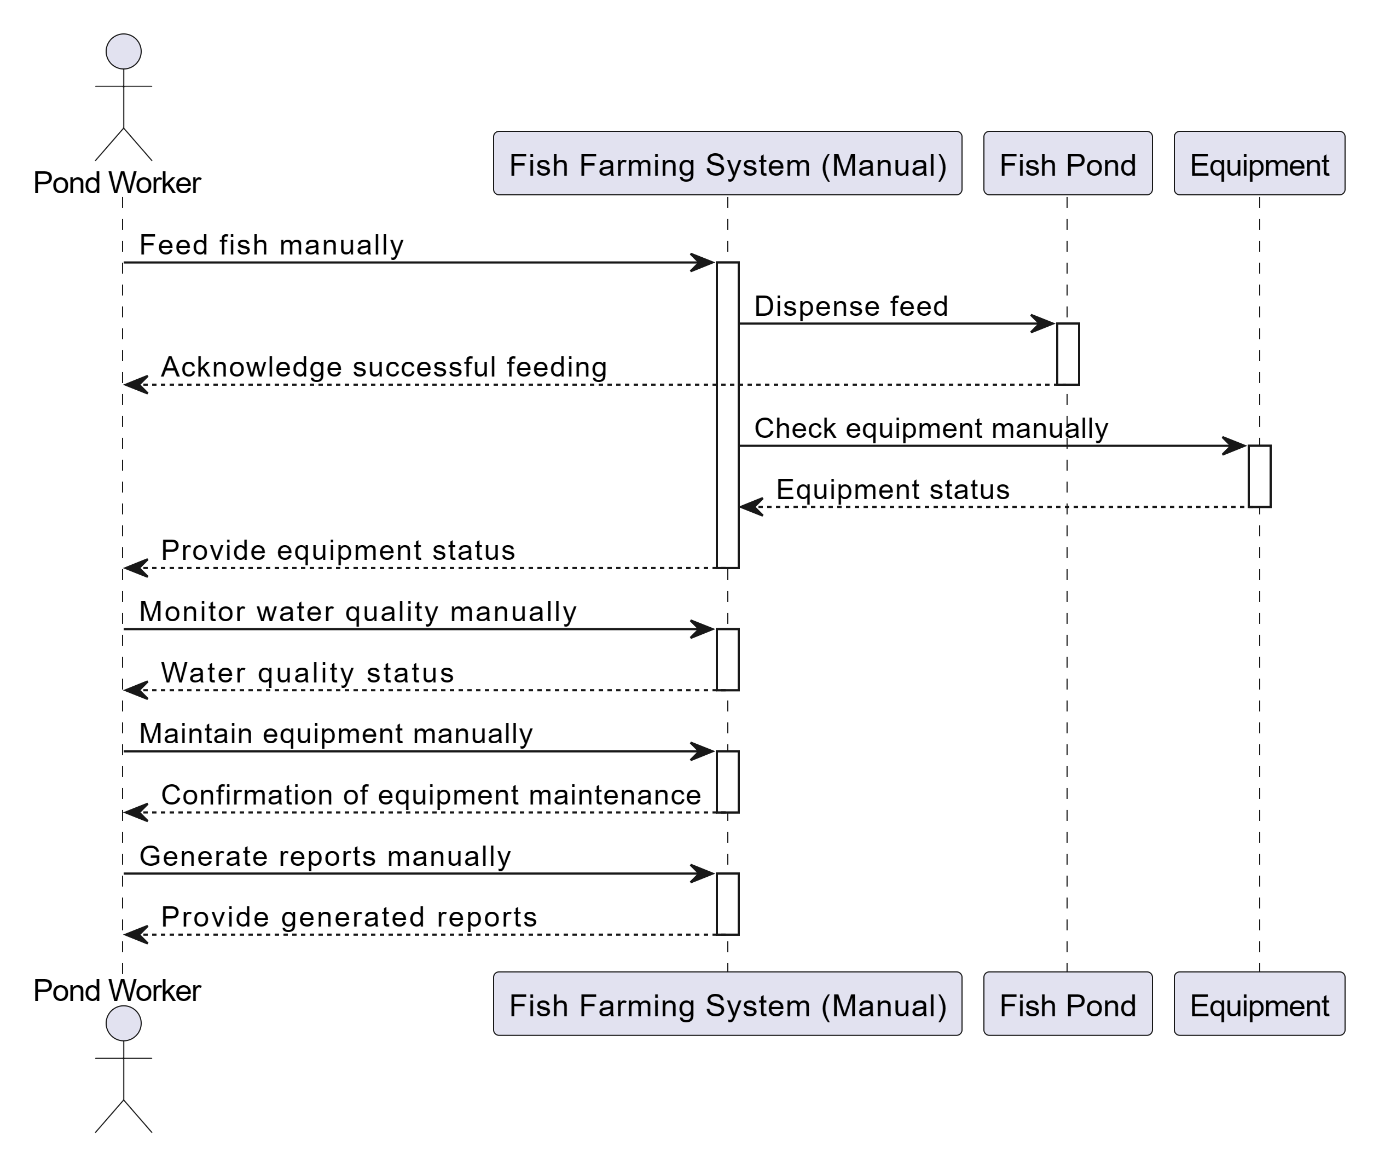 Pond Worker
Fish Farming System (Manual)
Fish Pond
Equipment
Feed fish manually
Dispense feed
Acknowledge successful feeding
Check equipment manually
Equipment status
Provide equipment status
Monitor water quality manually
Water quality status
Maintain equipment manually
Confirmation of equipment maintenance
Generate reports manually
Provide generated reports
Pond Worker
Fish Farming System (Manual)
Fish Pond
Equipment